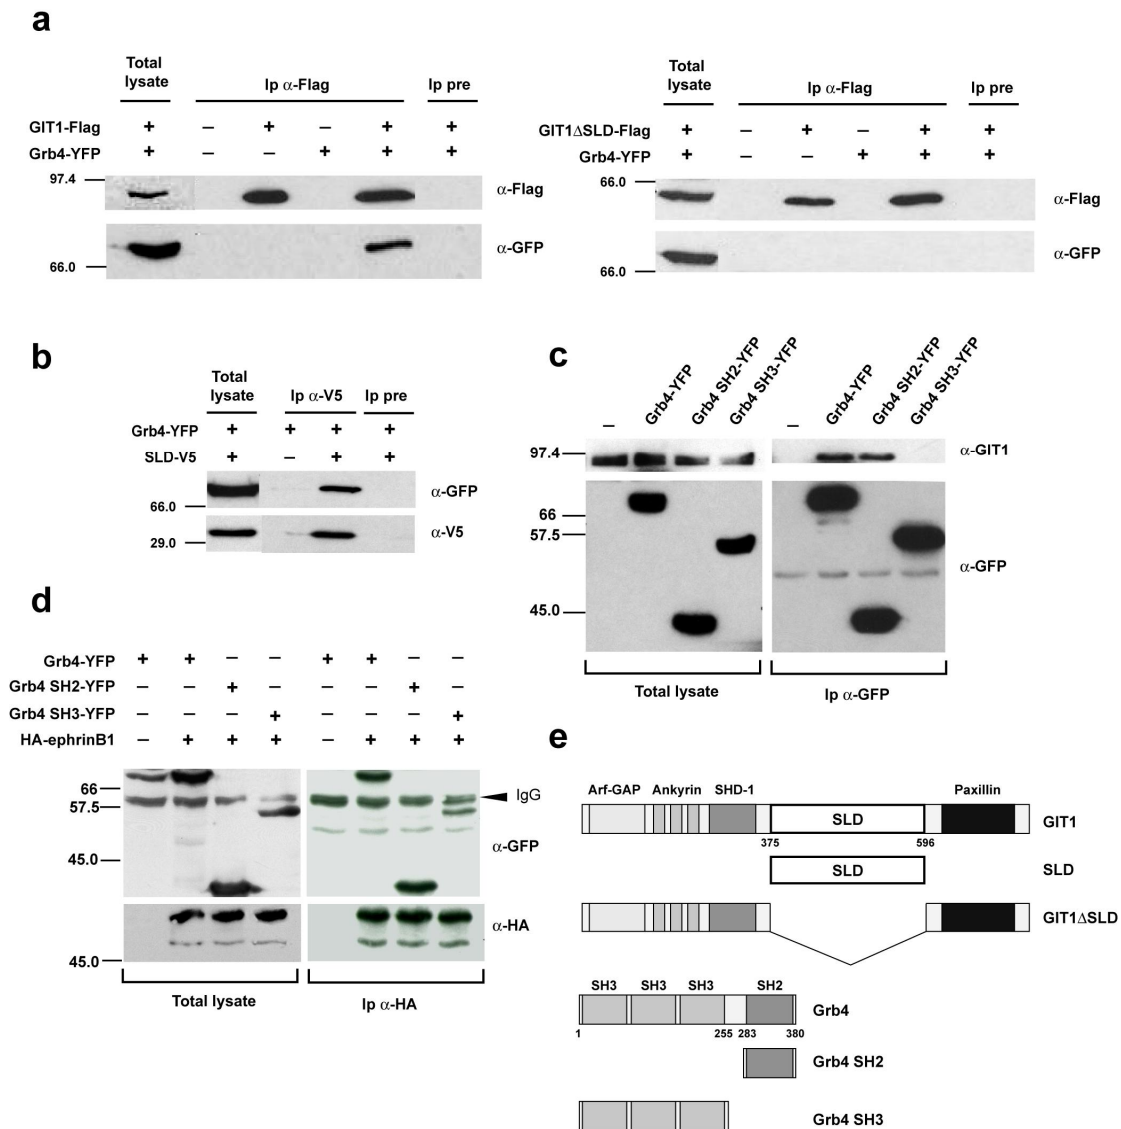 a
Total lysate
Ip α-Flag
Ip pre
GIT1-Flag + – + – + +
Grb4-YFP + – – + + +
97.4
α-Flag
α-GFP
66.0
Total lysate
Ip α-Flag
Ip pre
GIT1ΔSLD-Flag + – + – + +
Grb4-YFP + – – + + +
66.0
α-Flag
α-GFP
66.0
b
Total lysate
Ip α-V5
Ip pre
Grb4-YFP + + + +
SLD-V5 + – + +
α-GFP
66.0
α-V5
29.0
c
– Grb4-YFP Grb4 SH2-YFP Grb4 SH3-YFP
– Grb4-YFP Grb4 SH2-YFP Grb4 SH3-YFP
97.4
α-GIT1
66
57.5
α-GFP
45.0
Total lysate
Ip α-GFP
d
Grb4-YFP + + – – + + – –
Grb4 SH2-YFP – – + – – – + –
Grb4 SH3-YFP – – – + – – – +
HA-ephrinB1 – + + + – + + +
66
57.5
IgG
α-GFP
45.0
α-HA
45.0
Total lysate
Ip α-HA
e
Arf-GAP Ankyrin SHD-1 Paxillin
SLD
GIT1
375 596
SLD
SLD
GIT1ΔSLD
SH3 SH3 SH3 SH2
Grb4
1 255 283 380
Grb4 SH2
Grb4 SH3